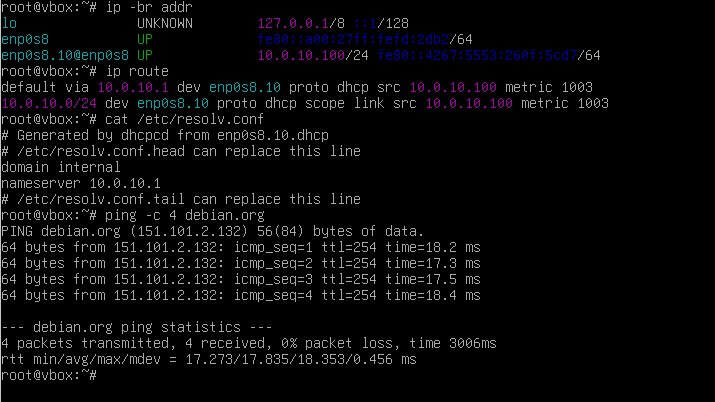 root@vbox:~# ip -br addr
lo UNKNOWN 127.0.0.1/8 ::1/128
enp0s8 UP fe80::a00:27ff:fefd:2db2/64
enp0s8.10@enp0s8 UP 10.0.10.100/24 fe80::4267:5553:260f:5cd7/64
root@vbox:~# ip route
default via 10.0.10.1 dev enp0s8.10 proto dhcp src 10.0.10.100 metric 1003
10.0.10.0/24 dev enp0s8.10 proto dhcp scope link src 10.0.10.100 metric 1003
root@vbox:~# cat /etc/resolv.conf
# Generated by dhcpcd from enp0s8.10.dhcp
# /etc/resolv.conf.head can replace this line
domain internal
nameserver 10.0.10.1
# /etc/resolv.conf.tail can replace this line
root@vbox:~# ping -c 4 debian.org
PING debian.org (151.101.2.132) 56(84) bytes of data.
64 bytes from 151.101.2.132: icmp_seq=1 ttl=254 time=18.2 ms
64 bytes from 151.101.2.132: icmp_seq=2 ttl=254 time=17.3 ms
64 bytes from 151.101.2.132: icmp_seq=3 ttl=254 time=17.5 ms
64 bytes from 151.101.2.132: icmp_seq=4 ttl=254 time=18.4 ms
--- debian.org ping statistics ---
4 packets transmitted, 4 received, 0% packet loss, time 3006ms
rtt min/avg/max/mdev = 17.273/17.835/18.353/0.456 ms
root@vbox:~#